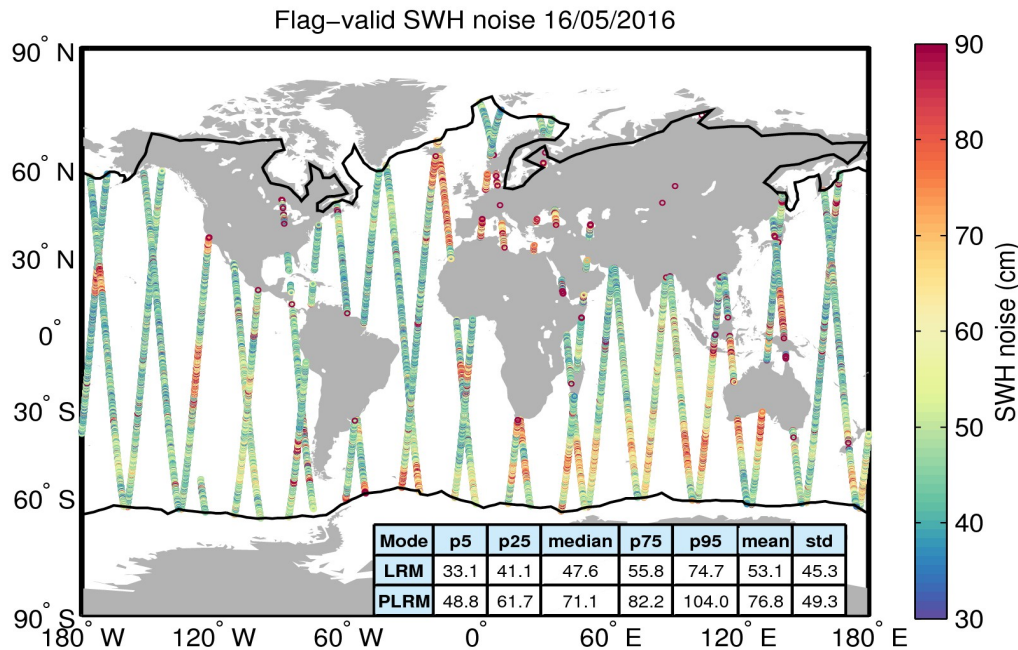 Flag−valid SWH noise 16/05/2016
90° N
60° N
30° N
0°
30° S
60° S
90° S
180° W
120° W
60° W
0°
60° E
120° E
180° E
Mode p5 p25 median p75 p95 mean std
LRM 33.1 41.1 47.6 55.8 74.7 53.1 45.3
PLRM 48.8 61.7 71.1 82.2 104.0 76.8 49.3
90
80
70
60
50
40
30
SWH noise (cm)